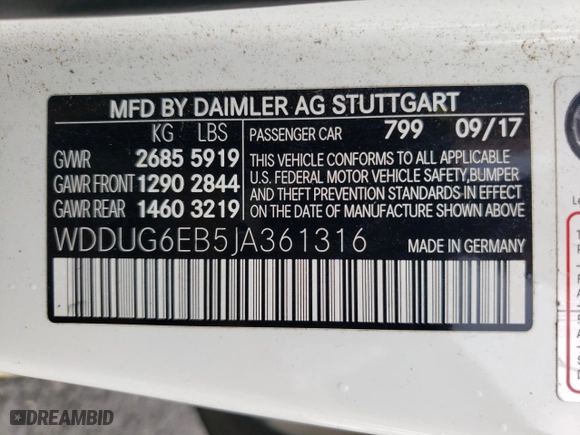 MFD BY DAIMLER AG STUTTGART
KG LBS
GVWR 2685 5919
GAWR FRONT 1290 2844
GAWR REAR 1460 3219
PASSENGER CAR 799 09/17
THIS VEHICLE CONFORMS TO ALL APPLICABLE
U.S. FEDERAL MOTOR VEHICLE SAFETY,BUMPER
AND THEFT PREVENTION STANDARDS IN EFFECT
ON THE DATE OF MANUFACTURE SHOWN ABOVE
WDDUG6EB5JA361316 MADE IN GERMANY
DREAMBID